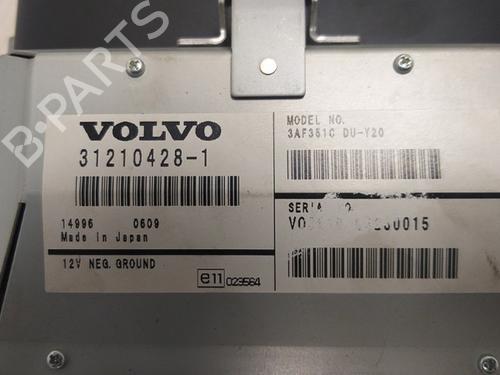 VOLVO
31210428-1
14996 0609
Made in Japan
12V NEG. GROUND
e11 023564
MODEL NO.
3AF351C DU-Y20
B-Parts